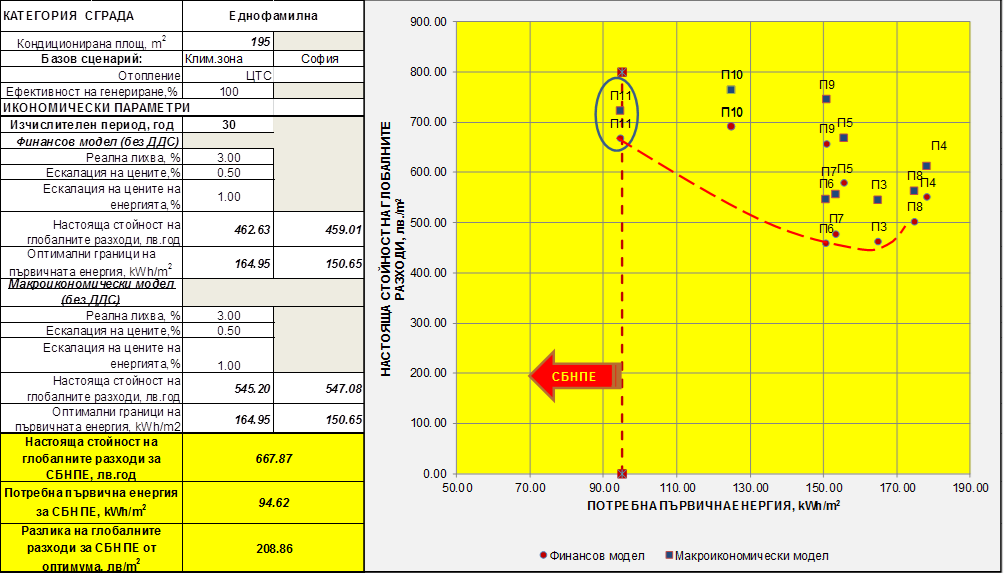 КАТЕГОРИЯ СГРАДА Еднофамилна
Кондиционирана площ, m² 195
Базов сценарий: Клим.зона София
Отопление ЦТС
Ефективност на генериране,% 100
ИКОНОМИЧЕСКИ ПАРАМЕТРИ
Изчислителен период, год 30
Финансов модел (без ДДС)
Реална лихва, % 3.00
Ескалация на цените,% 0.50
Ескалация на цените на
енергията,% 1.00
Настояща стойност на
глобалните разходи, лв.год 462.63 459.01
Оптимални граници на
първичната енергия, kWh/m² 164.95 150.65
Макроикономически модел
(без ДДС)
Реална лихва, % 3.00
Ескалация на цените,% 0.50
Ескалация на цените на
енергията,% 1.00
Настояща стойност на
глобалните разходи, лв.год 545.20 547.08
Оптимални граници на
първичната енергия, kWh/m2 164.95 150.65
Настояща стойност на
глобалните разходи за
СБНПЕ, лв.год 667.87
Потребна първична енергия
за СБНПЕ, kWh/m² 94.62
Разлика на глобалните
разходи за СБНПЕ от
оптимума, лв/m² 208.86
НАСТОЯЩА СТОЙНОСТ НА ГЛОБАЛНИТЕ
РАЗХОДИ, лв./m²
900.00
800.00
700.00
600.00
500.00
400.00
300.00
200.00
100.00
0.00
П11
П11
П10
П10
П9
П9
П5
П5
П7
П6
П7
П6
П3
П3
П4
П8
П4
П8
СБНПЕ
50.00 70.00 90.00 110.00 130.00 150.00 170.00 190.00
ПОТРЕБНА ПЪРВИЧНА ЕНЕРГИЯ, kWh/m²
Финансов модел Макроикономически модел